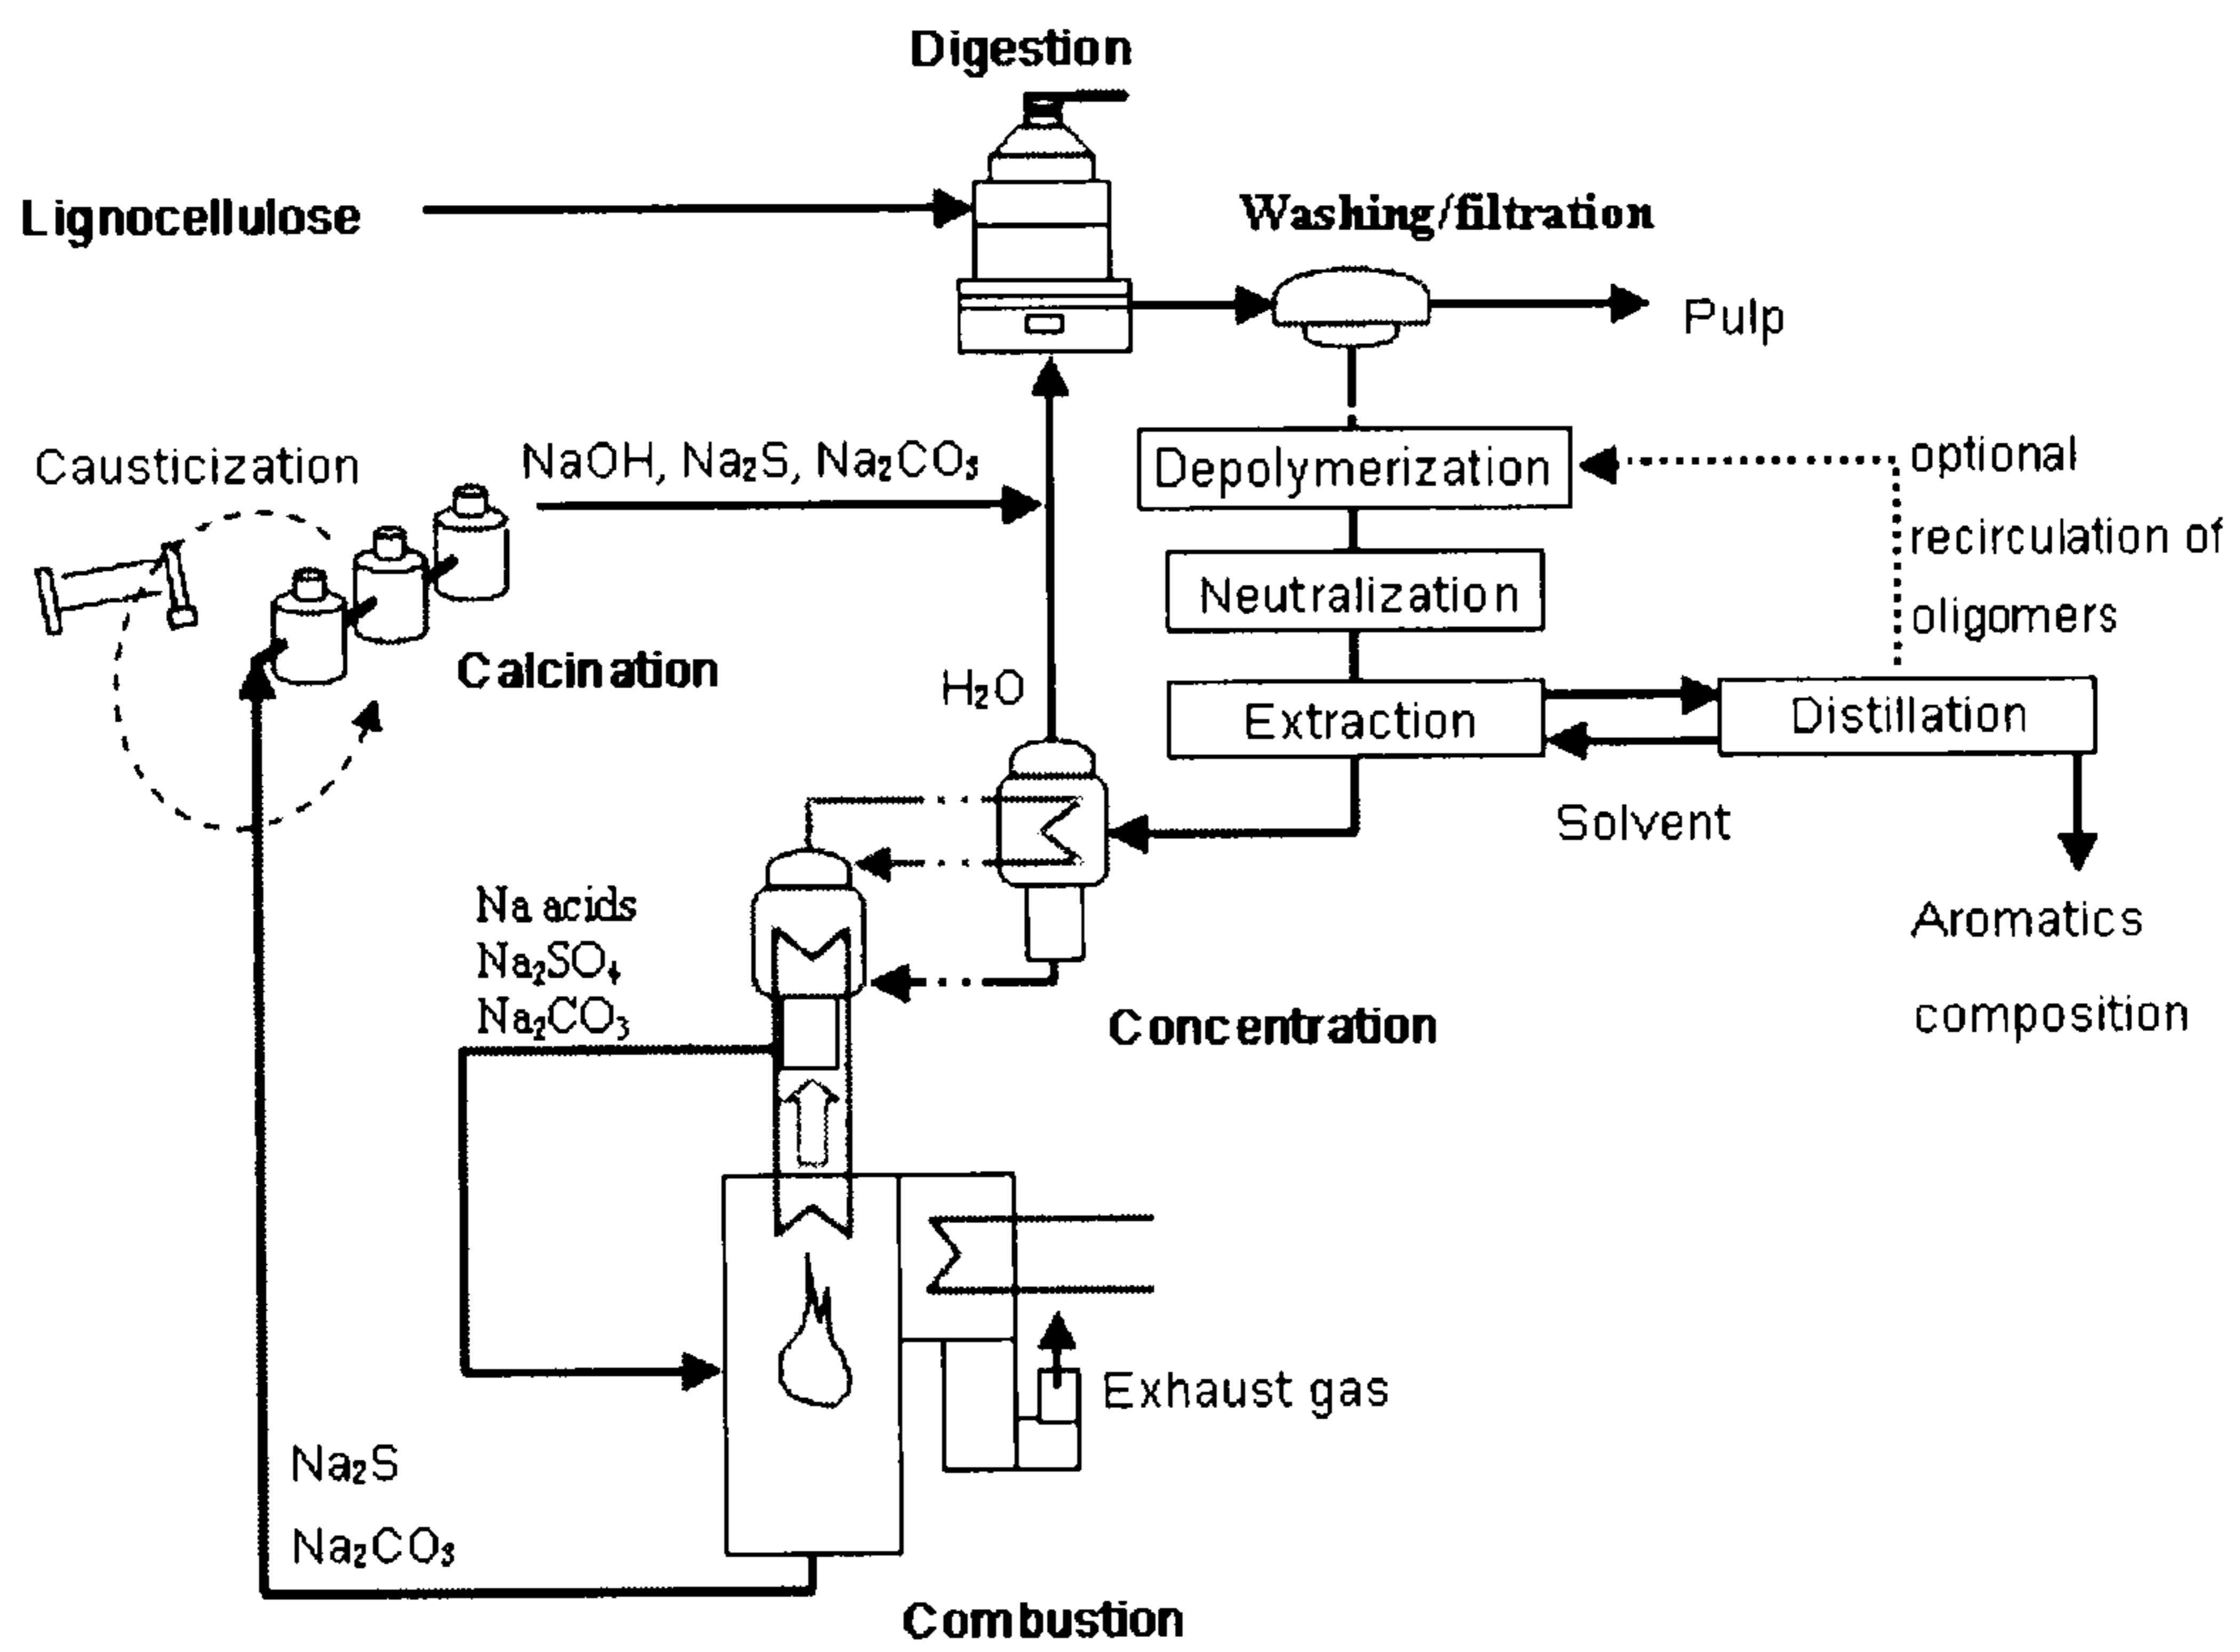 Digestion
Lignocellulose
Washing/filtration
Pulp
Causticization
NaOH, Na₂S, Na₂CO₃
Depolymerization
optional
recirculation of
oligomers
Neutralization
Calcination
H₂O
Extraction
Distillation
Solvent
Na acids
Na₂SO₄
Na₂CO₃
Aromatics
composition
Concentration
Exhaust gas
Na₂S
Na₂CO₃
Combustion